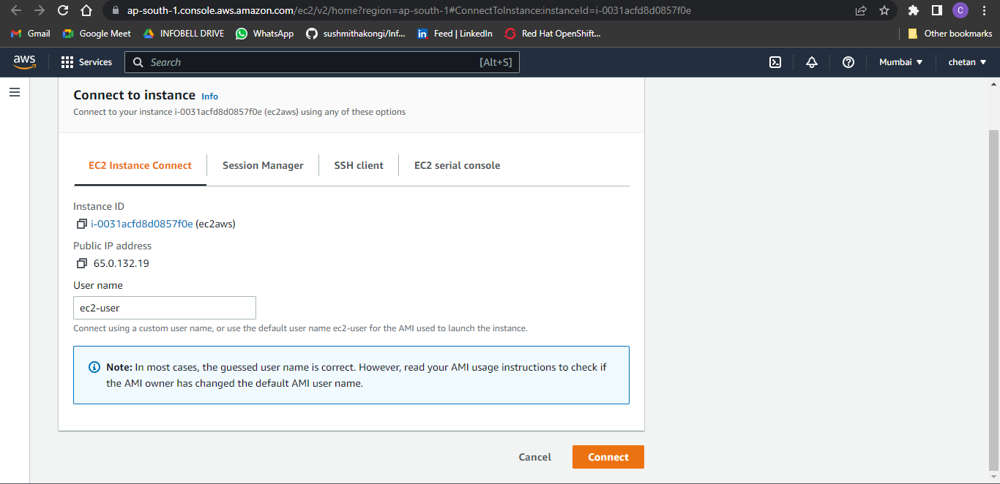 ap-south-1.console.aws.amazon.com/ec2/v2/home?region=ap-south-1#ConnectToInstance:instanceId=i-0031acfd8d0857f0e
C
Gmail Google Meet INFOBELL DRIVE WhatsApp sushmithakongi/Inf... in Feed | LinkedIn Red Hat OpenShift... Other bookmarks
aws Services Search [Alt+S] Mumbai chetan
Connect to instance Info
Connect to your instance i-0031acfd8d0857f0e (ec2aws) using any of these options
EC2 Instance Connect Session Manager SSH client EC2 serial console
Instance ID
i-0031acfd8d0857f0e (ec2aws)
Public IP address
65.0.132.19
User name
ec2-user
Connect using a custom user name, or use the default user name ec2-user for the AMI used to launch the instance.
Note: In most cases, the guessed user name is correct. However, read your AMI usage instructions to check if
the AMI owner has changed the default AMI user name.
Cancel Connect